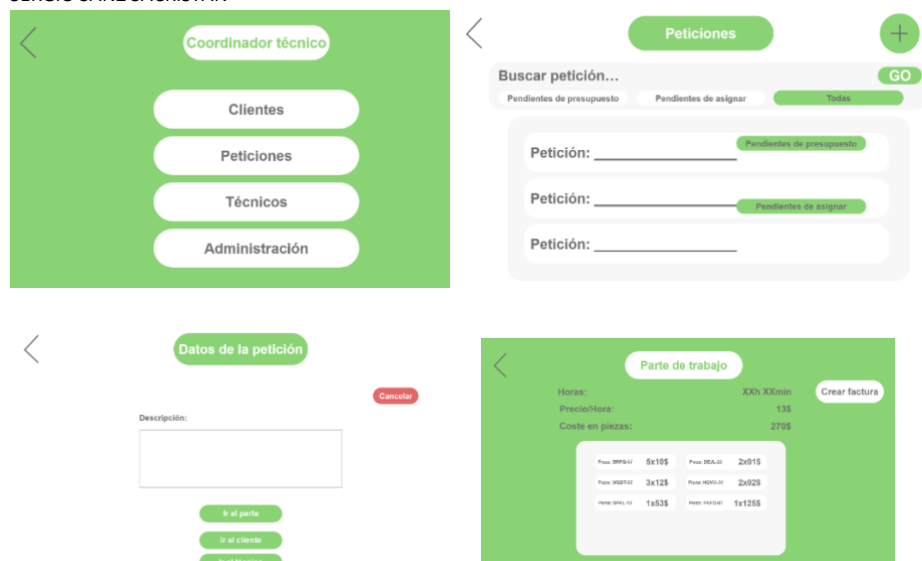 Coordinador técnico
Clientes
Peticiones
Técnicos
Administración
Peticiones
Buscar petición...
GO
Pendientes de presupuesto
Pendientes de asignar
Todas
Petición:
Pendientes de presupuesto
Petición:
Pendientes de asignar
Petición:
Datos de la petición
Cancelar
Descripción:
Ir al parte
Ir al cliente
Parte de trabajo
Crear factura
Horas: XXh XXmin
Precio/Hora: 13$
Coste en piezas: 270$
5x10$ 2x01$
3x12$ 2x02$
1x53$ 1x125$